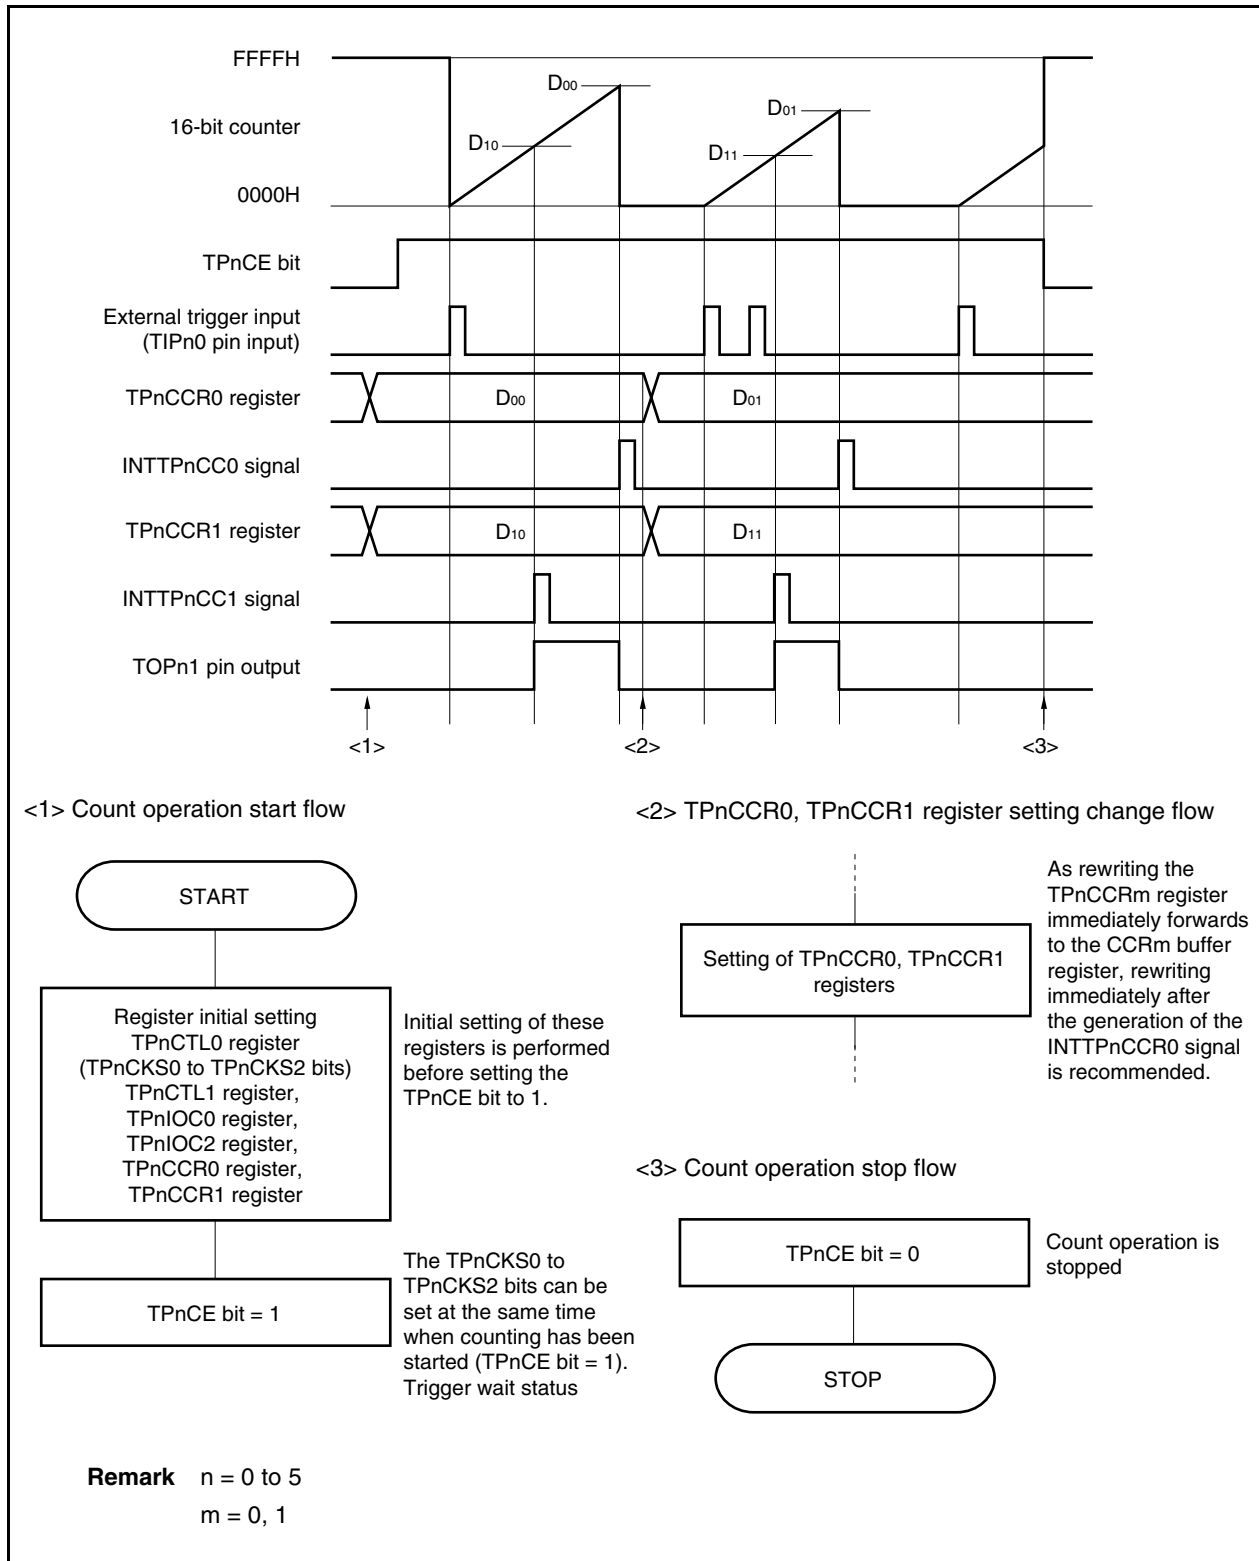 FFFFH
D00
D01
16-bit counter
D10
D11
0000H
TPnCE bit
External trigger input
(TIPn0 pin input)
TPnCCR0 register
D00
D01
INTTPnCC0 signal
TPnCCR1 register
D10
D11
INTTPnCC1 signal
TOPn1 pin output
<1>
<2>
<3>
<1> Count operation start flow
START
Register initial setting
TPnCTL0 register
(TPnCKS0 to TPnCKS2 bits)
TPnCTL1 register,
TPnIOC0 register,
TPnIOC2 register,
TPnCCR0 register,
TPnCCR1 register
Initial setting of these
registers is performed
before setting the
TPnCE bit to 1.
TPnCE bit = 1
The TPnCKS0 to
TPnCKS2 bits can be
set at the same time
when counting has been
started (TPnCE bit = 1).
Trigger wait status
<2> TPnCCR0, TPnCCR1 register setting change flow
Setting of TPnCCR0, TPnCCR1
registers
As rewriting the
TPnCCRm register
immediately forwards
to the CCRm buffer
register, rewriting
immediately after
the generation of the
INTTPnCCR0 signal
is recommended.
<3> Count operation stop flow
TPnCE bit = 0
Count operation is
stopped
STOP
Remark n = 0 to 5
m = 0, 1